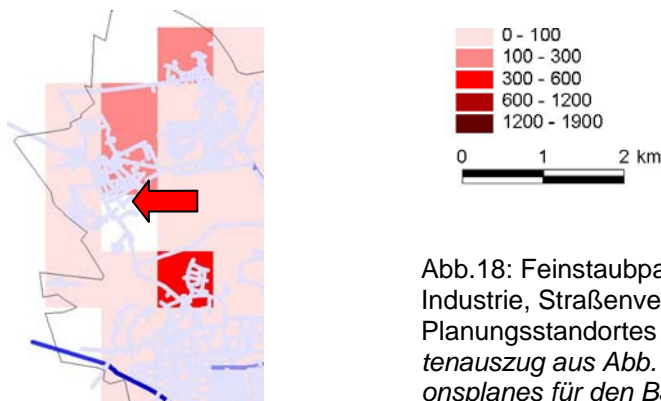 0 - 100
100 - 300
300 - 600
600 - 1200
1200 - 1900
0 1 2 km
Abb.18: Feinstaubpa
Industrie, Straßenve
Planungsstandortes
tenauszug aus Abb.
onsplanes für den Ba